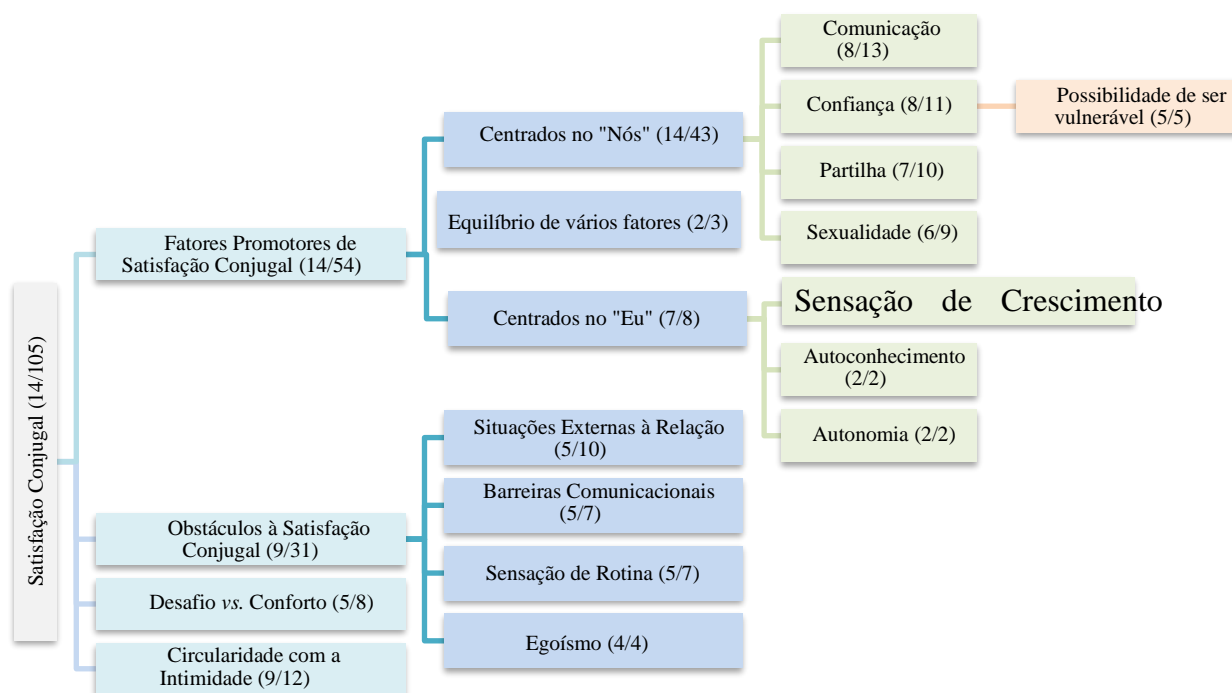 Satisfação Conjugal (14/105)
Fatores Promotores de
Satisfação Conjugal (14/54)
Centrados no "Nós" (14/43)
Comunicação
(8/13)
Confiança (8/11)
Possibilidade de ser
vulnerável (5/5)
Partilha (7/10)
Sexualidade (6/9)
Equilíbrio de vários fatores (2/3)
Centrados no "Eu" (7/8)
Sensação de Crescimento
Autoconhecimento
(2/2)
Autonomia (2/2)
Obstáculos à Satisfação
Conjugal (9/31)
Situações Externas à Relação
(5/10)
Barreiras Comunicacionais
(5/7)
Sensação de Rotina (5/7)
Egoísmo (4/4)
Desafio vs. Conforto (5/8)
Circularidade com a
Intimidade (9/12)